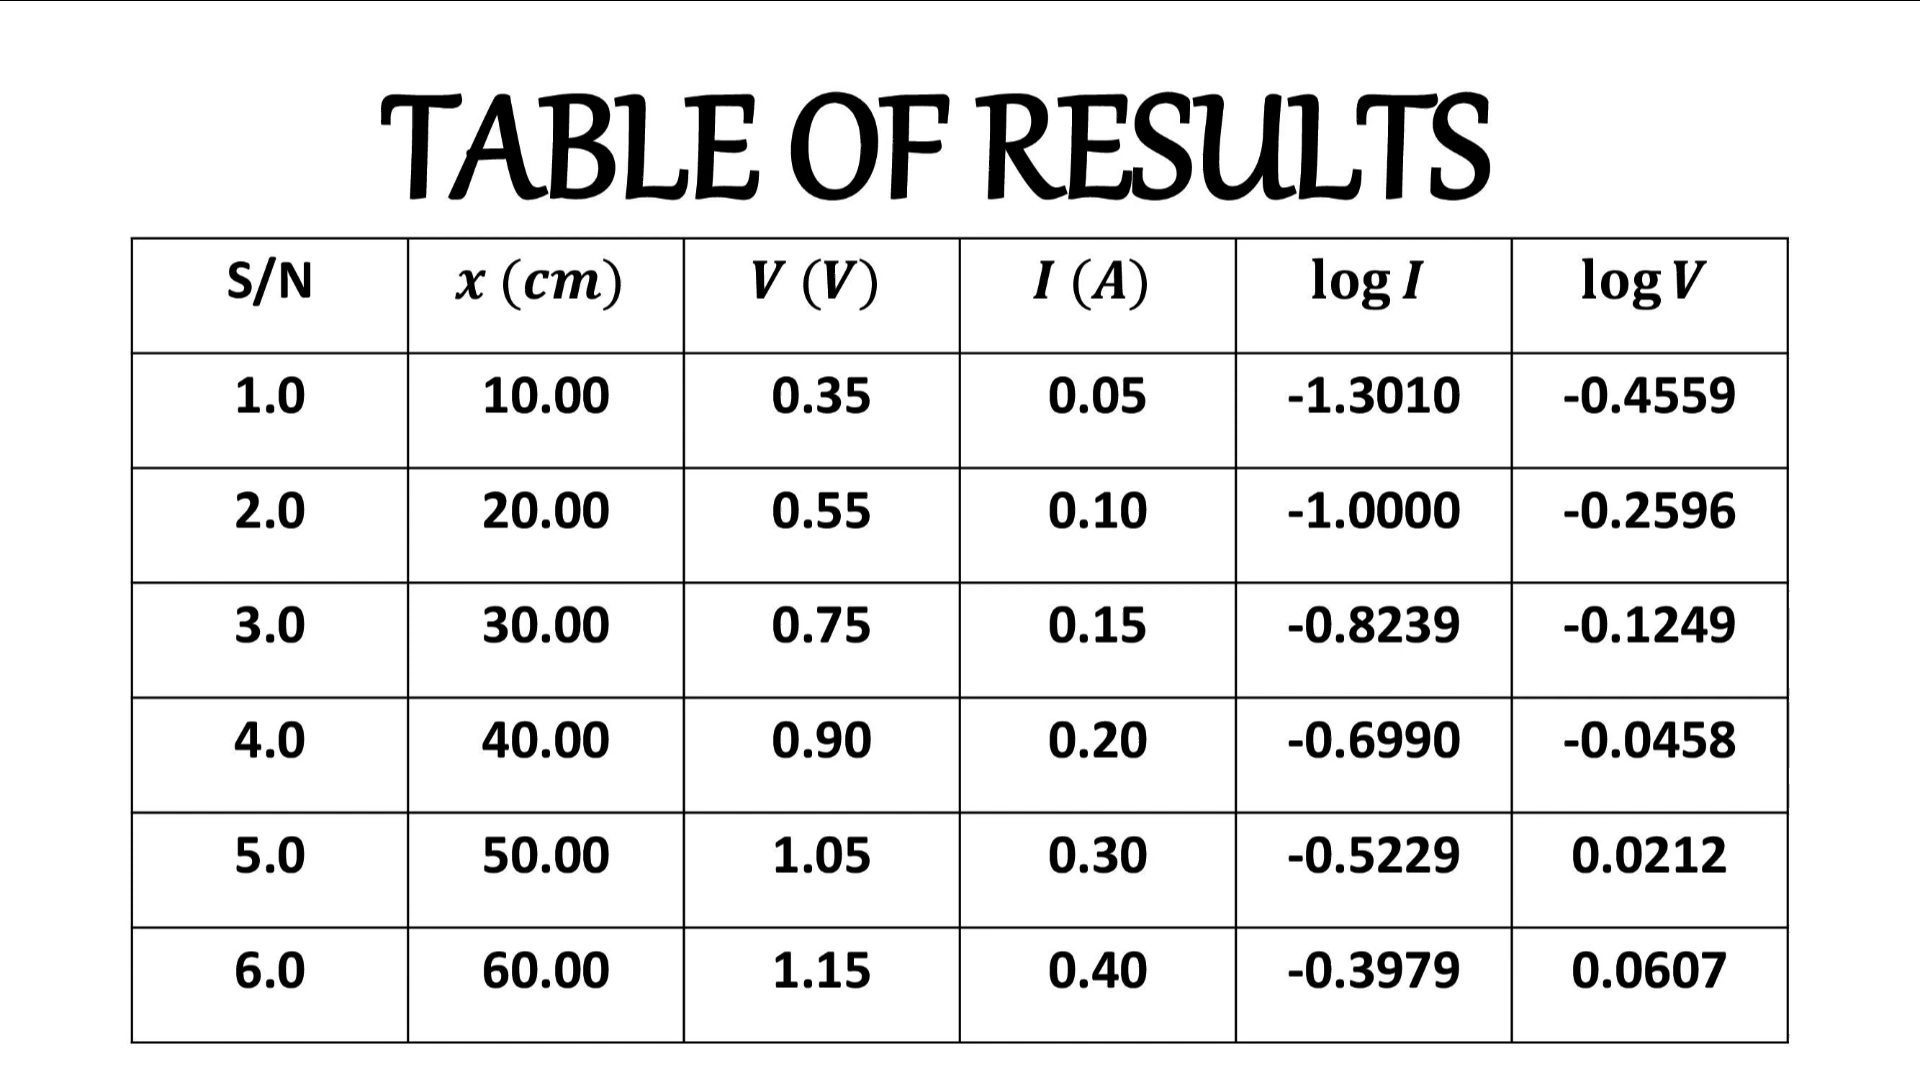 TABLE OF RESULTS
S/N x (cm) V (V) I (A) log I log V
1.0 10.00 0.35 0.05 -1.3010 -0.4559
2.0 20.00 0.55 0.10 -1.0000 -0.2596
3.0 30.00 0.75 0.15 -0.8239 -0.1249
4.0 40.00 0.90 0.20 -0.6990 -0.0458
5.0 50.00 1.05 0.30 -0.5229 0.0212
6.0 60.00 1.15 0.40 -0.3979 0.0607